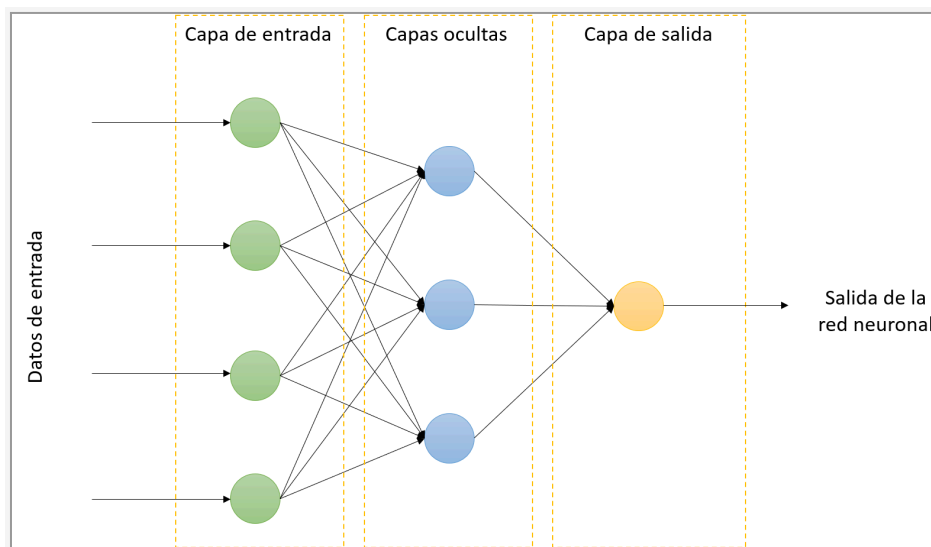 Capa de entrada
Capas ocultas
Capa de salida
Datos de entrada
Salida de la
red neuronal